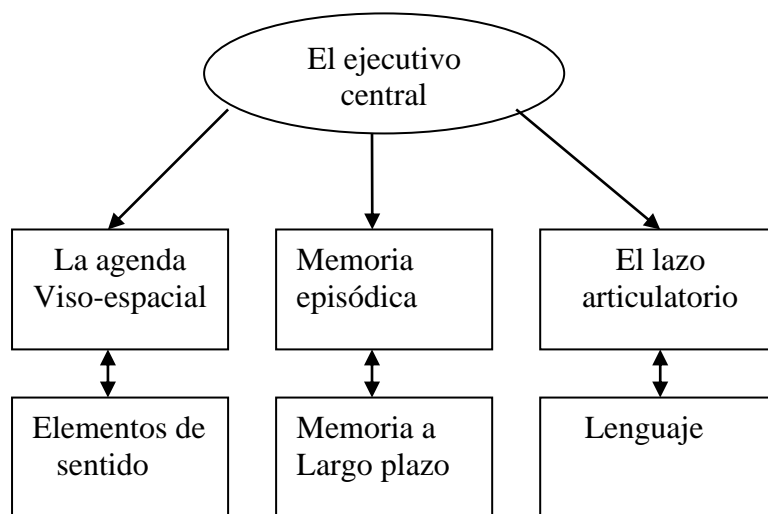 El ejecutivo
central
La agenda
Viso-espacial
Memoria
episódica
El lazo
articulatorio
Elementos de
sentido
Memoria a
Largo plazo
Lenguaje